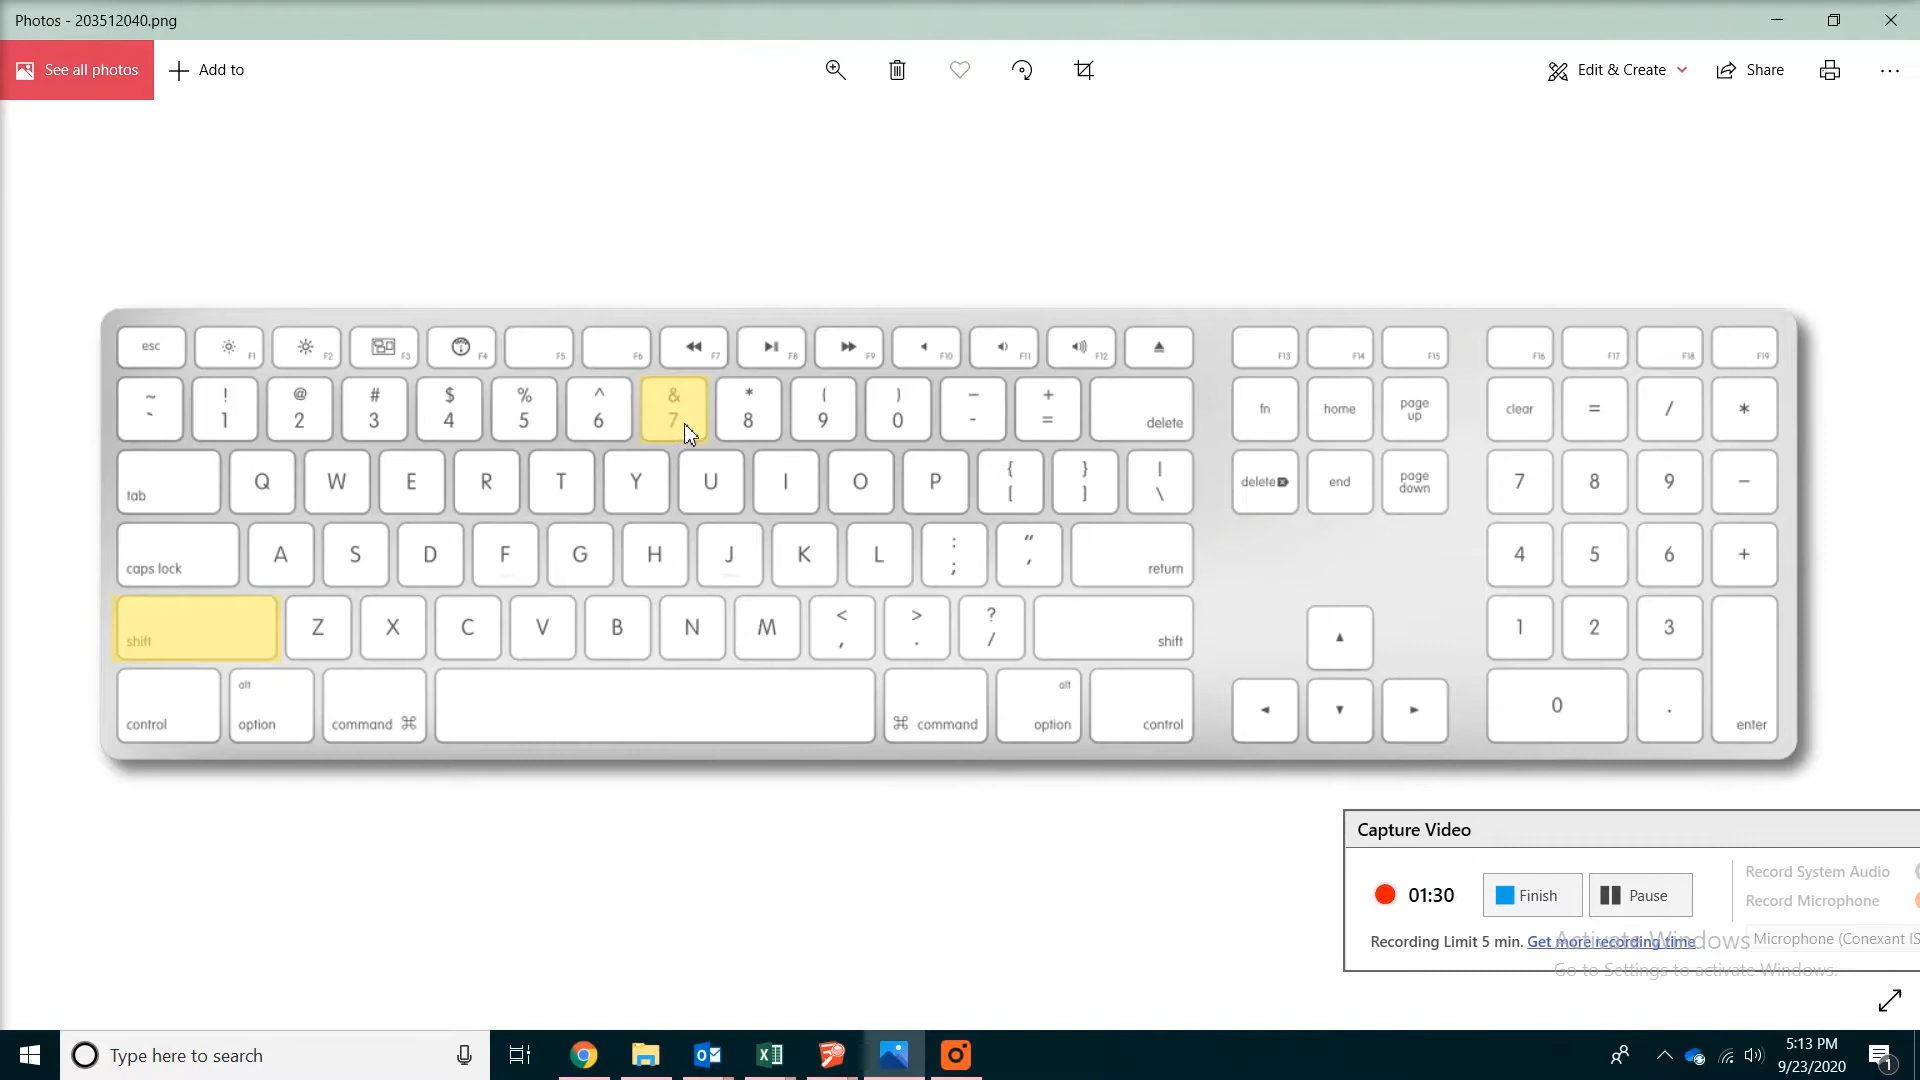 Photos - 203512040.png
See all photos
Add to
Edit & Create
Share
esc F1 F2 F3 F4 F5 F6 F7 F8 F9 F10 F11 F12 F13 F14 F15 F16 F17 F18 F19
~ ! @ # $ % ^ & * ( ) – +
` 1 2 3 4 5 6 7 8 9 0 - = delete fn home page up clear = / *
tab Q W E R T Y U I O P { [ } ] | \ delete end page down 7 8 9 −
caps lock A S D F G H J K L : ; “ ‚ return 4 5 6 +
shift Z X C V B N M < , > . ? / shift 1 2 3
control alt option command ⌘ ⌘ command alt option control 0 . enter
Capture Video
01:30
Finish
Pause
Record System Audio
Record Microphone
Recording Limit 5 min. Get more recording time
Microphone (Conexant IS
Activate Windows
Go to Settings to activate Windows.
Type here to search
5:13 PM
9/23/2020
1